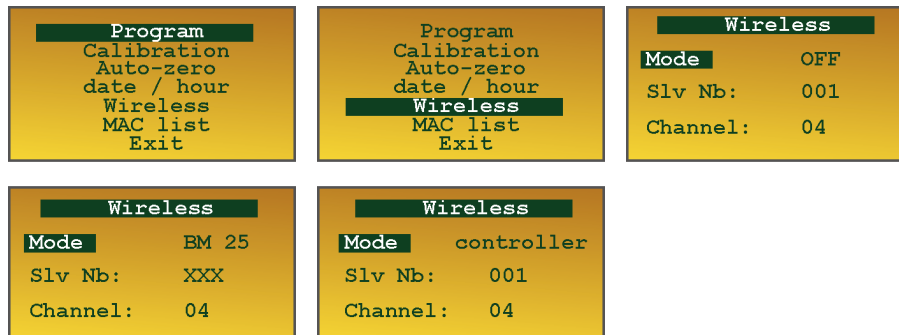 Program
Calibration
Auto-zero
date / hour
Wireless
MAC list
Exit
Program
Calibration
Auto-zero
date / hour
Wireless
MAC list
Exit
Wireless
Mode OFF
Slv Nb: 001
Channel: 04
Wireless
Mode BM 25
Slv Nb: XXX
Channel: 04
Wireless
Mode controller
Slv Nb: 001
Channel: 04